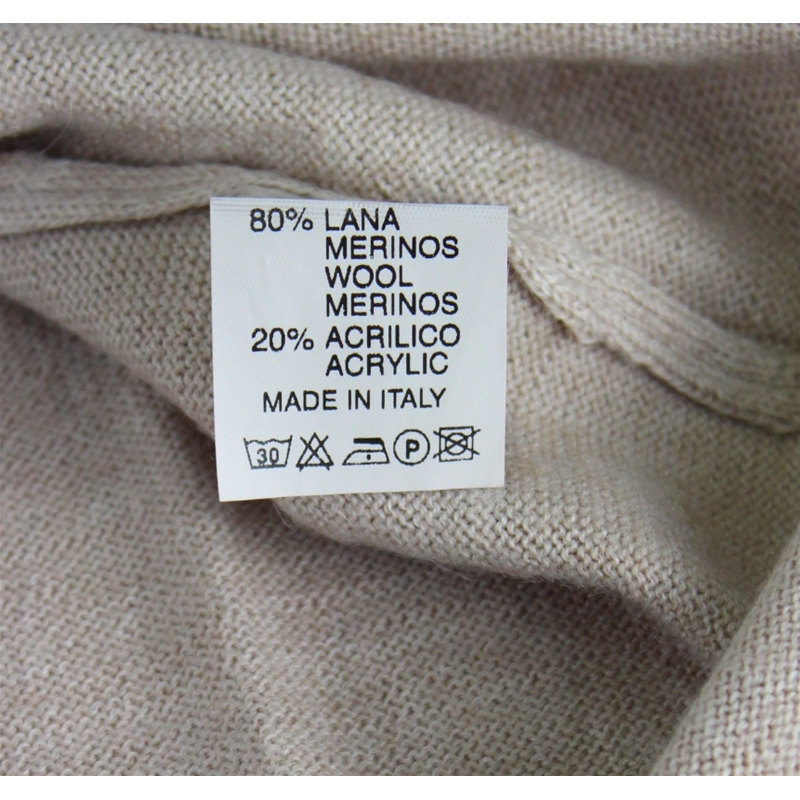 80% LANA
MERINOS
WOOL
MERINOS
20% ACRILICO
ACRYLIC
MADE IN ITALY
30 P